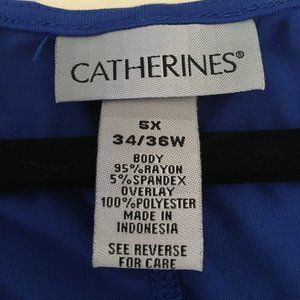 CATHERINES®
5X
34/36W
BODY
95%RAYON
5%SPANDEX
OVERLAY
100%POLYESTER
MADE IN
INDONESIA
SEE REVERSE
FOR CARE